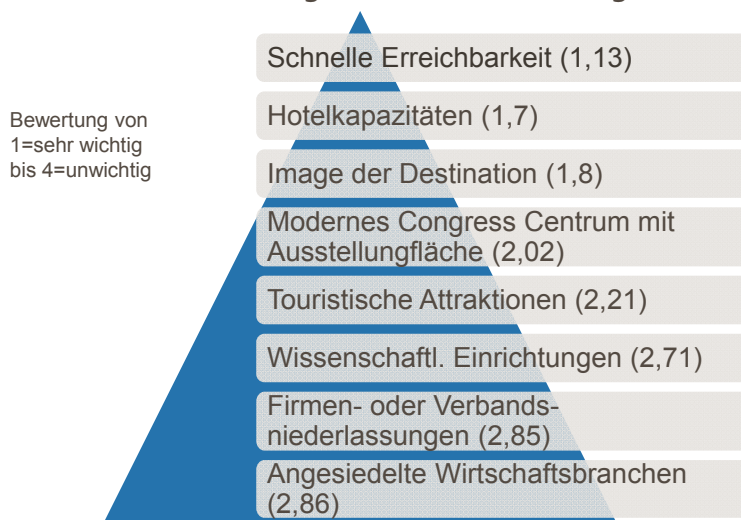 Schnelle Erreichbarkeit (1,13)
Bewertung von
1=sehr wichtig
bis 4=unwichtig
Hotelkapazitäten (1,7)
Image der Destination (1,8)
Modernes Congress Centrum mit
Ausstellungfläche (2,02)
Touristische Attraktionen (2,21)
Wissenschaftl. Einrichtungen (2,71)
Firmen- oder Verbands-
niederlassungen (2,85)
Angesiedelte Wirtschaftsbranchen
(2,86)